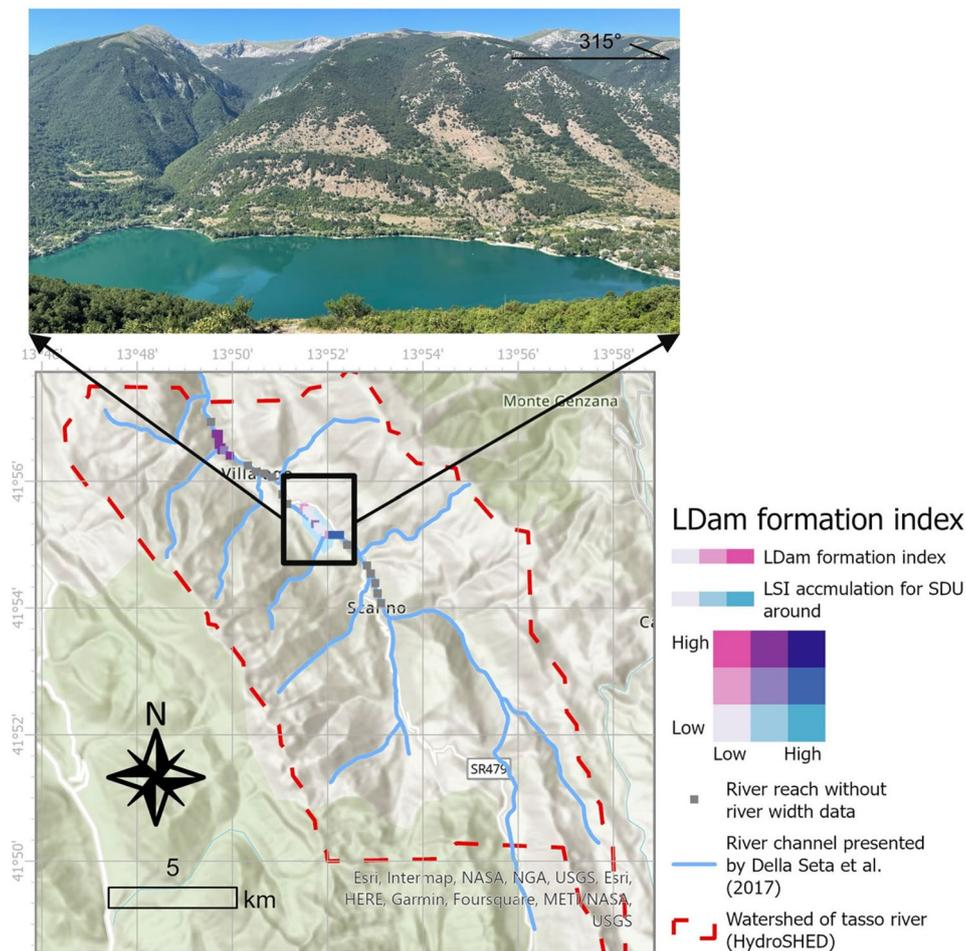 315°
13°46'
13°48'
13°50'
13°52'
13°54'
13°56'
13°58'
Monte Genzana
41°56'
41°54'
Scanno
41°52'
N
SR479
41°50'
5
km
Esri, Intermap, NASA, NGA, USGS, Esri,
HERE, Garmin, Foursquare, METI/NASA,
USGS
LDam formation index
LDam formation index
LSI accmulation for SDU
around
High
Low
Low
High
River reach without
river width data
River channel presented
by Della Seta et al.
(2017)
Watershed of tasso river
(HydroSHED)